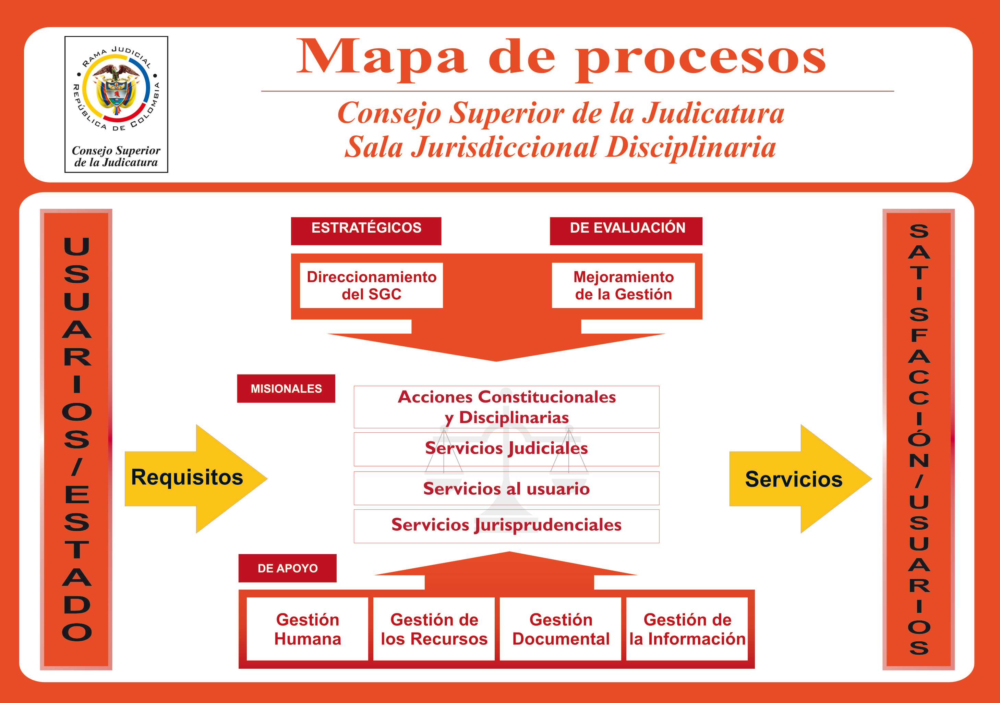 RAMA JUDICIAL
REPÚBLICA DE COLOMBIA
Consejo Superior
de la Judicatura
Mapa de procesos
Consejo Superior de la Judicatura
Sala Jurisdiccional Disciplinaria
USUARIOS/ESTADO
Requisitos
ESTRATÉGICOS
DE EVALUACIÓN
Direccionamiento
del SGC
Mejoramiento
de la Gestión
MISIONALES
Acciones Constitucionales
y Disciplinarias
Servicios Judiciales
Servicios al usuario
Servicios Jurisprudenciales
DE APOYO
Gestión
Humana
Gestión de
los Recursos
Gestión
Documental
Gestión de
la Información
Servicios
SATISFACCIÓN/USUARIOS